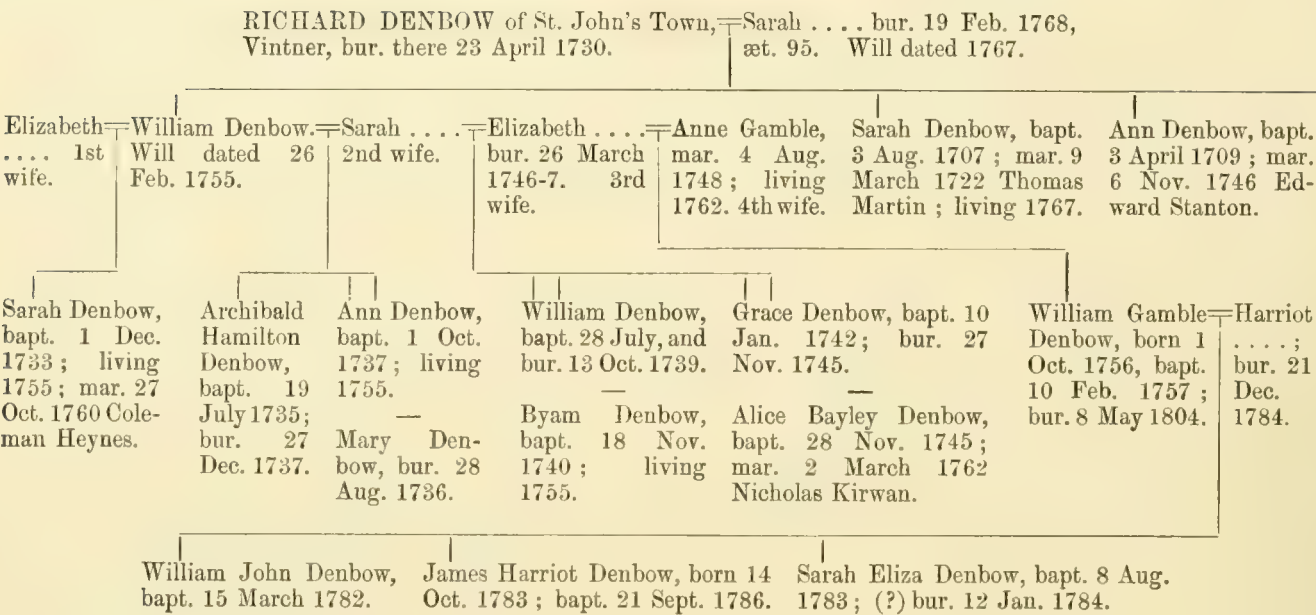 RICHARD DENBOW of St. John's Town,=Sarah . . . . bur. 19 Feb. 1768,
Vintner, bur. there 23 April 1730.
æt. 95. Will dated 1767.
Elizabeth=
. . . . 1st
wife.
William Denbow.=
Will dated 26
Feb. 1755.
Sarah . . . .=
2nd wife.
Elizabeth . . . .=
bur. 26 March
1746-7. 3rd
wife.
Anne Gamble,
mar. 4 Aug.
1748 ; living
1762. 4th wife.
Sarah Denbow, bapt.
3 Aug. 1707 ; mar. 9
March 1722 Thomas
Martin ; living 1767.
Ann Denbow, bapt.
3 April 1709 ; mar.
6 Nov. 1746 Ed-
ward Stanton.
Sarah Denbow,
bapt. 1 Dec.
1733 ; living
1755 ; mar. 27
Oct. 1760 Cole-
man Heynes.
Archibald
Hamilton
Denbow,
bapt. 19
July 1735;
bur. 27
Dec. 1737.
Ann Denbow,
bapt. 1 Oct.
1737 ; living
1755.
—
Mary Den-
bow, bur. 28
Aug. 1736.
William Denbow,
bapt. 28 July, and
bur. 13 Oct. 1739.
—
Byam Denbow,
bapt. 18 Nov.
1740 ; living
1755.
Grace Denbow, bapt. 10
Jan. 1742; bur. 27
Nov. 1745.
—
Alice Bayley Denbow,
bapt. 28 Nov. 1745 ;
mar. 2 March 1762
Nicholas Kirwan.
William Gamble=
Denbow, born 1
Oct. 1756, bapt.
10 Feb. 1757 ;
bur. 8 May 1804.
Harriot
. . . . ;
bur. 21
Dec.
1784.
William John Denbow,
bapt. 15 March 1782.
James Harriot Denbow, born 14
Oct. 1783 ; bapt. 21 Sept. 1786.
Sarah Eliza Denbow, bapt. 8 Aug.
1783 ; (?) bur. 12 Jan. 1784.